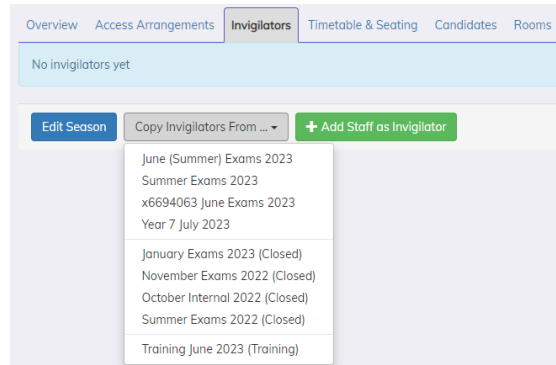 Overview Access Arrangements Invigilators Timetable & Seating Candidates Rooms
No invigilators yet
Edit Season Copy Invigilators From ... + Add Staff as Invigilator
June (Summer) Exams 2023
Summer Exams 2023
x6694063 June Exams 2023
Year 7 July 2023
January Exams 2023 (Closed)
November Exams 2022 (Closed)
October Internal 2022 (Closed)
Summer Exams 2022 (Closed)
Training June 2023 (Training)